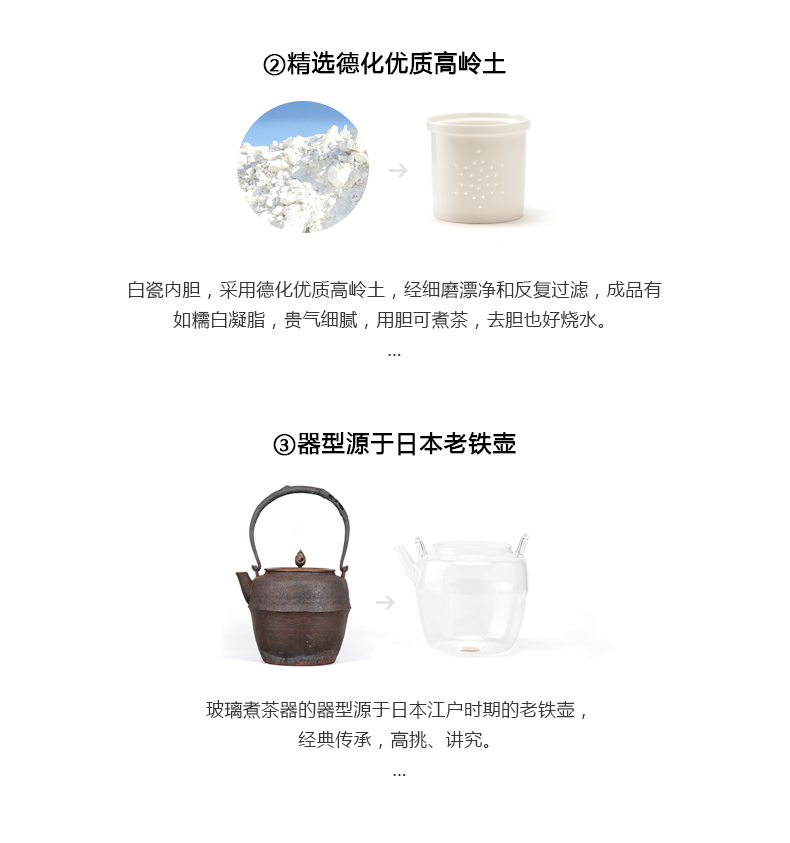 ②精选德化优质高岭土
白瓷内胆，采用德化优质高岭土，经细磨漂净和反复过滤，成品有
如糯白凝脂，贵气细腻，用胆可煮茶，去胆也好烧水。
...
③器型源于日本老铁壶
玻璃煮茶器的器型源于日本江户时期的老铁壶，
经典传承，高挑、讲究。
...